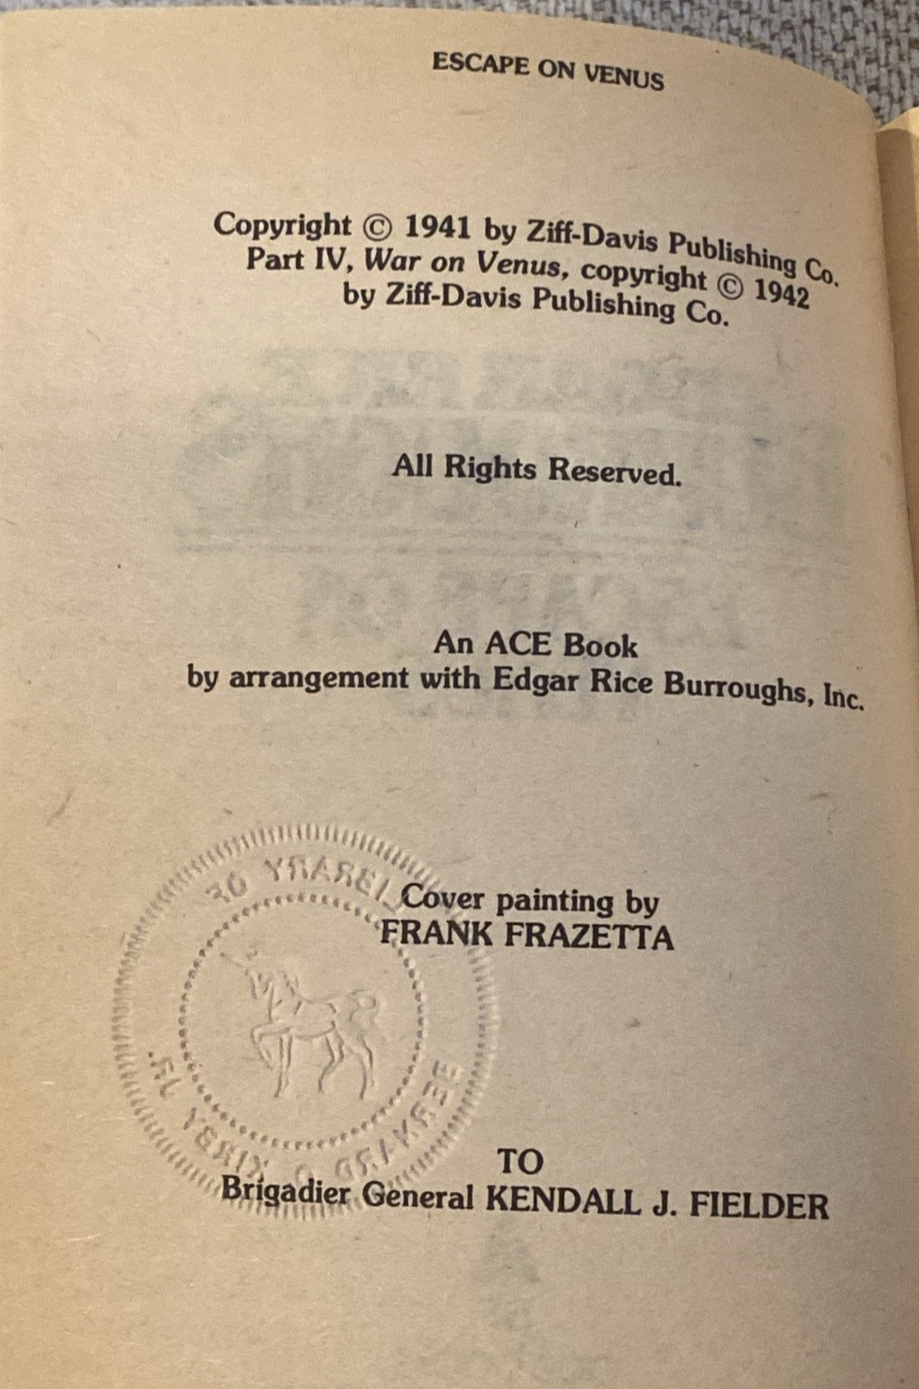 ESCAPE ON VENUS
Copyright © 1941 by Ziff-Davis Publishing Co.
Part IV, War on Venus, copyright © 1942
by Ziff-Davis Publishing Co.
All Rights Reserved.
An ACE Book
by arrangement with Edgar Rice Burroughs, Inc.
Cover painting by
FRANK FRAZETTA
LIBRARY OF
TO
Brigadier General KENDALL J. FIELDER